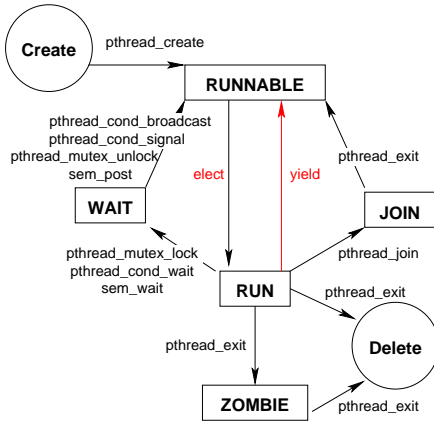 Create
pthread_create
RUNNABLE
pthread_cond_broadcast
pthread_cond_signal
pthread_mutex_unlock
sem_post
elect
yield
pthread_exit
WAIT
JOIN
pthread_mutex_lock
pthread_cond_wait
sem_wait
pthread_join
RUN
pthread_exit
pthread_exit
Delete
ZOMBIE
pthread_exit